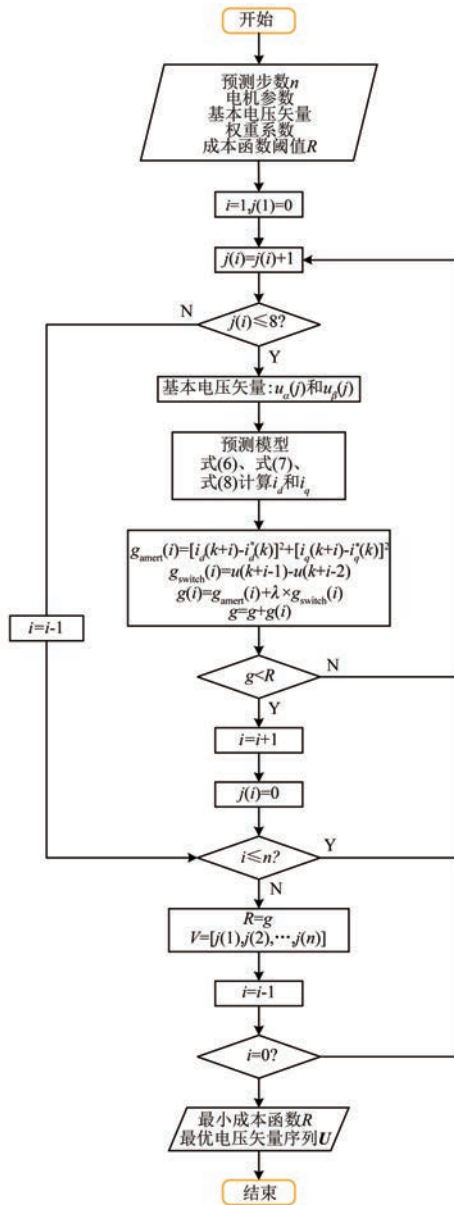 开始
预测步数n
电机参数
基本电压矢量
权重系数
成本函数阈值R
i=1,j(1)=0
j(i)=j(i)+1
N
j(i)≤8?
Y
基本电压矢量:uα(j)和uβ(j)
预测模型
式(6)、式(7)、
式(8)计算id和iq
gamert(i)=[id(k+i)-i*d(k)]²+[iq(k+i)-i*q(k)]²
gswitch(i)=u(k+i-1)-u(k+i-2)
g(i)=gamert(i)+λ×gswitch(i)
g=g+g(i)
i=i-1
g<R
N
Y
i=i+1
j(i)=0
i≤n?
Y
N
R=g
V=[j(1),j(2),⋯,j(n)]
i=i-1
i=0?
最小成本函数R
最优电压矢量序列U
结束